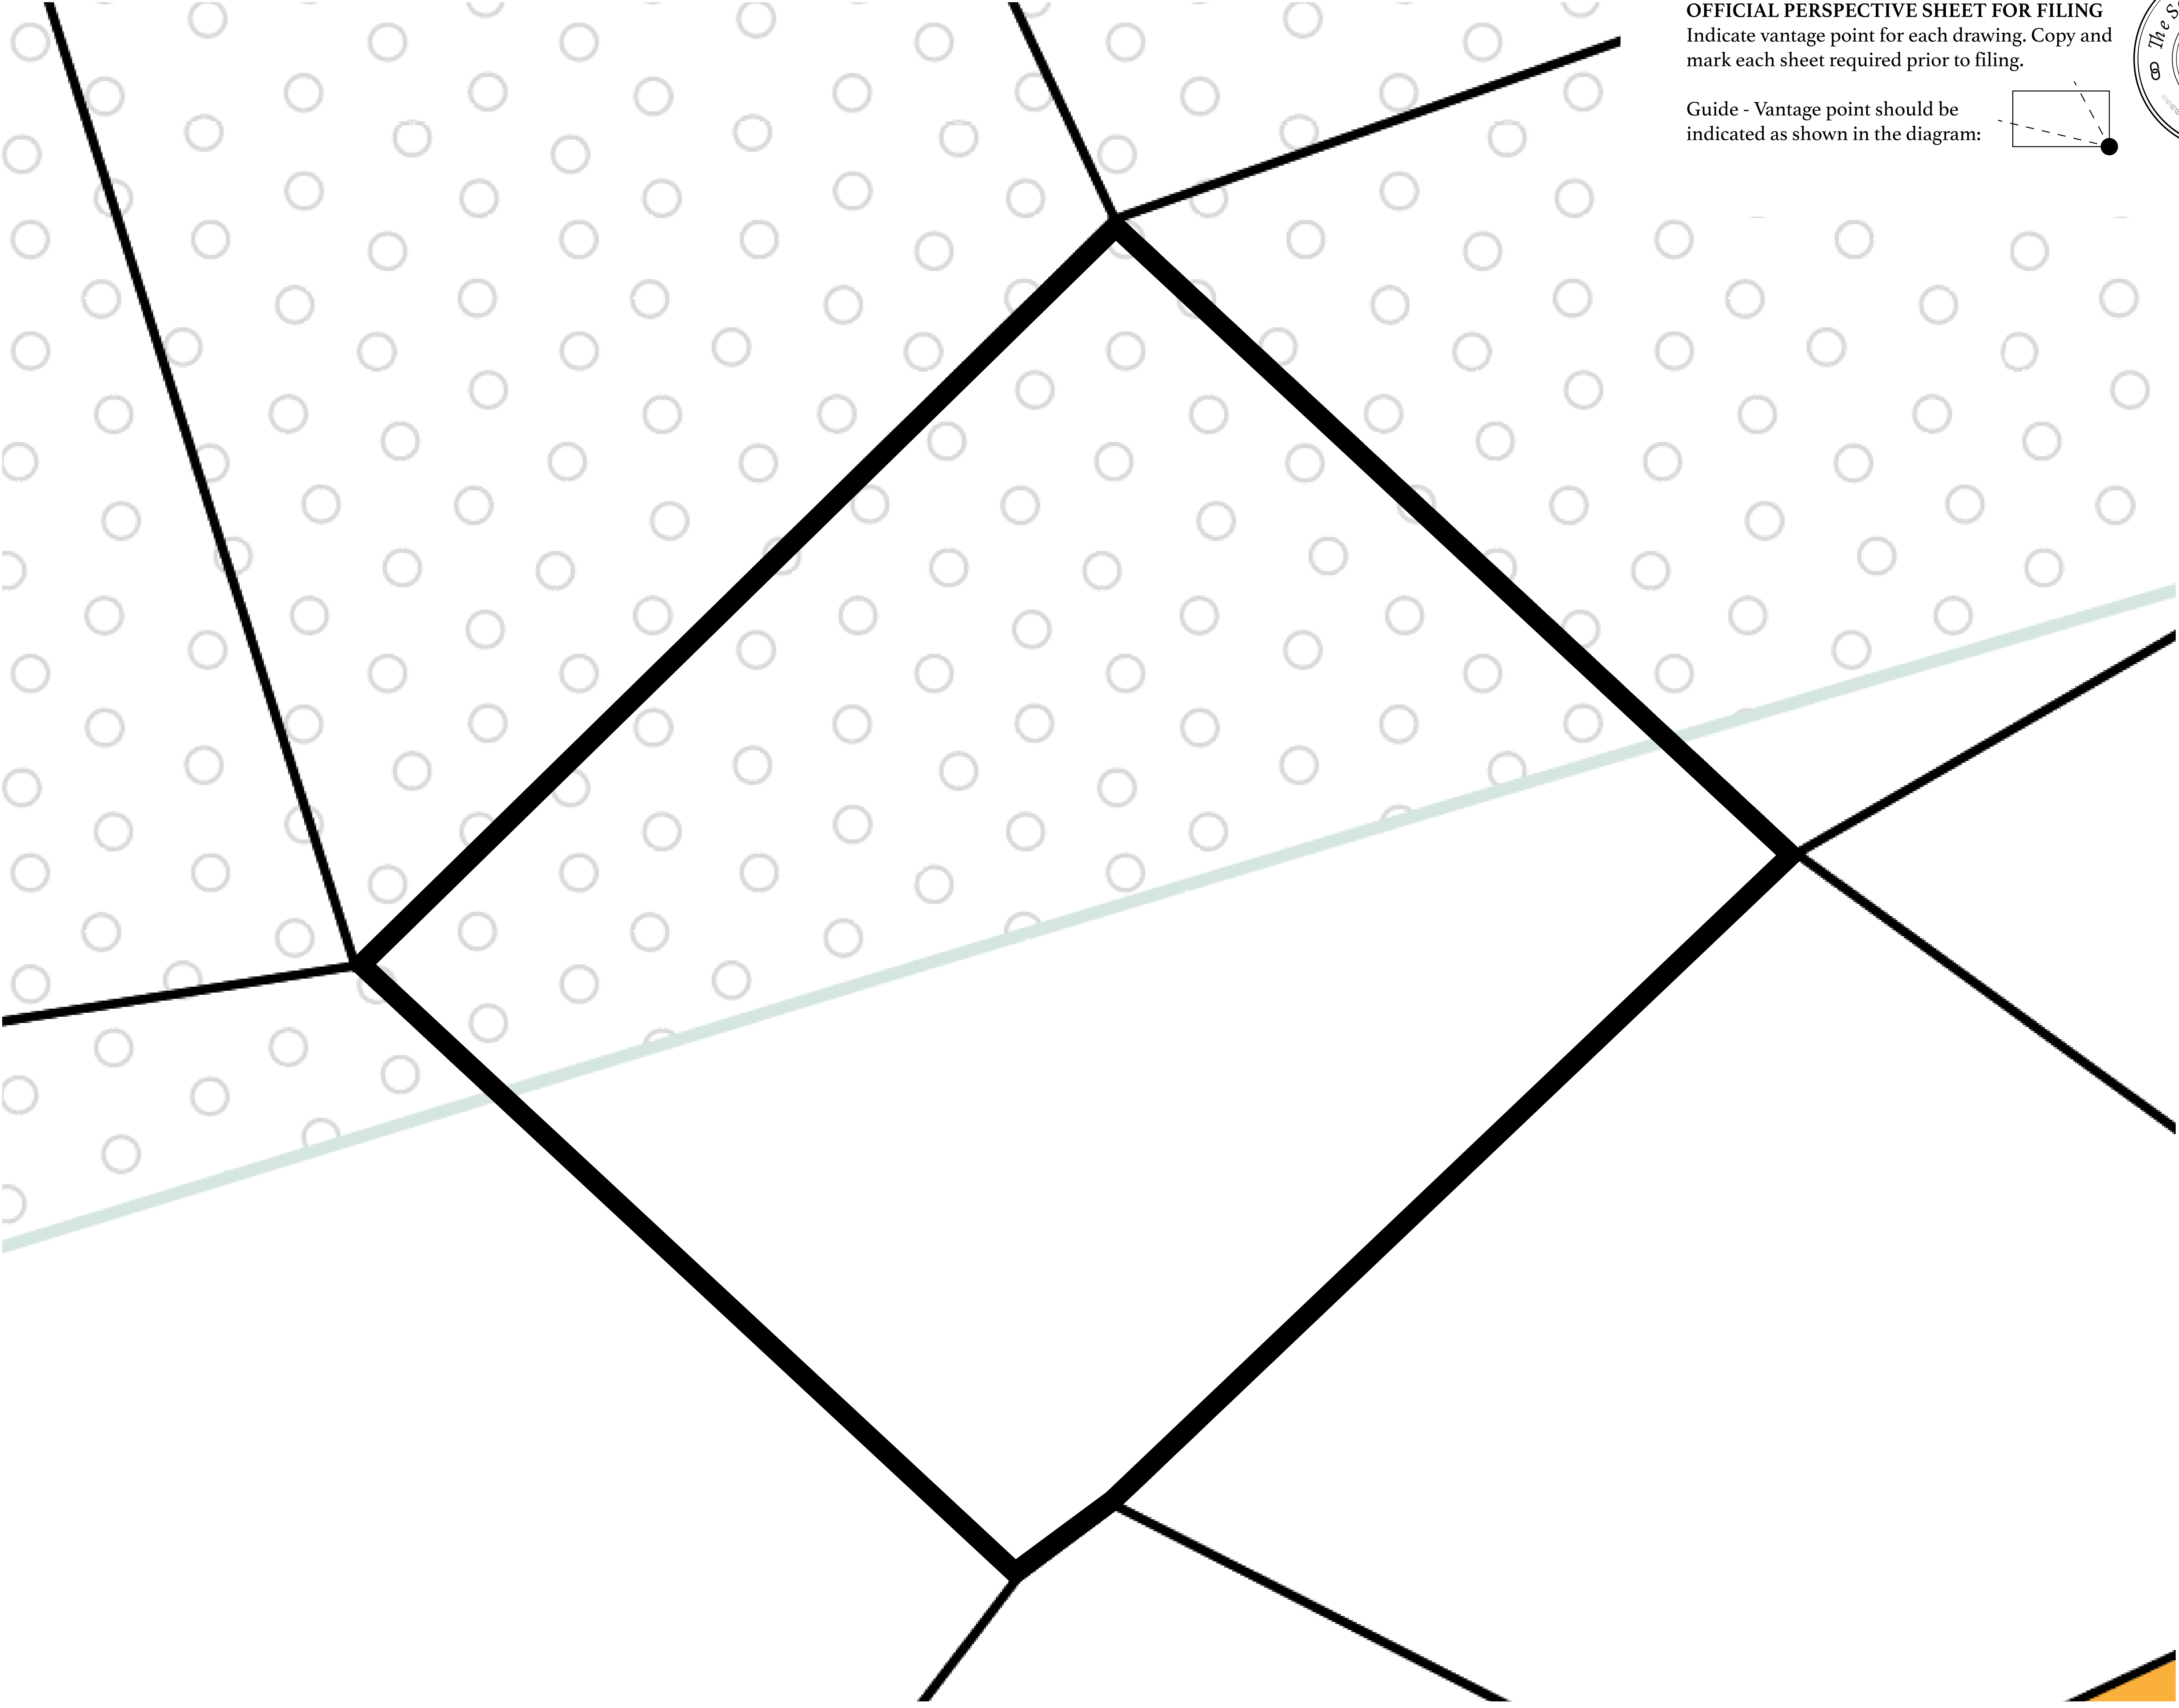 OFFICIAL PERSPECTIVE SHEET FOR FILING
Indicate vantage point for each drawing. Copy and
mark each sheet required prior to filing.
Guide - Vantage point should be
indicated as shown in the diagram:
The